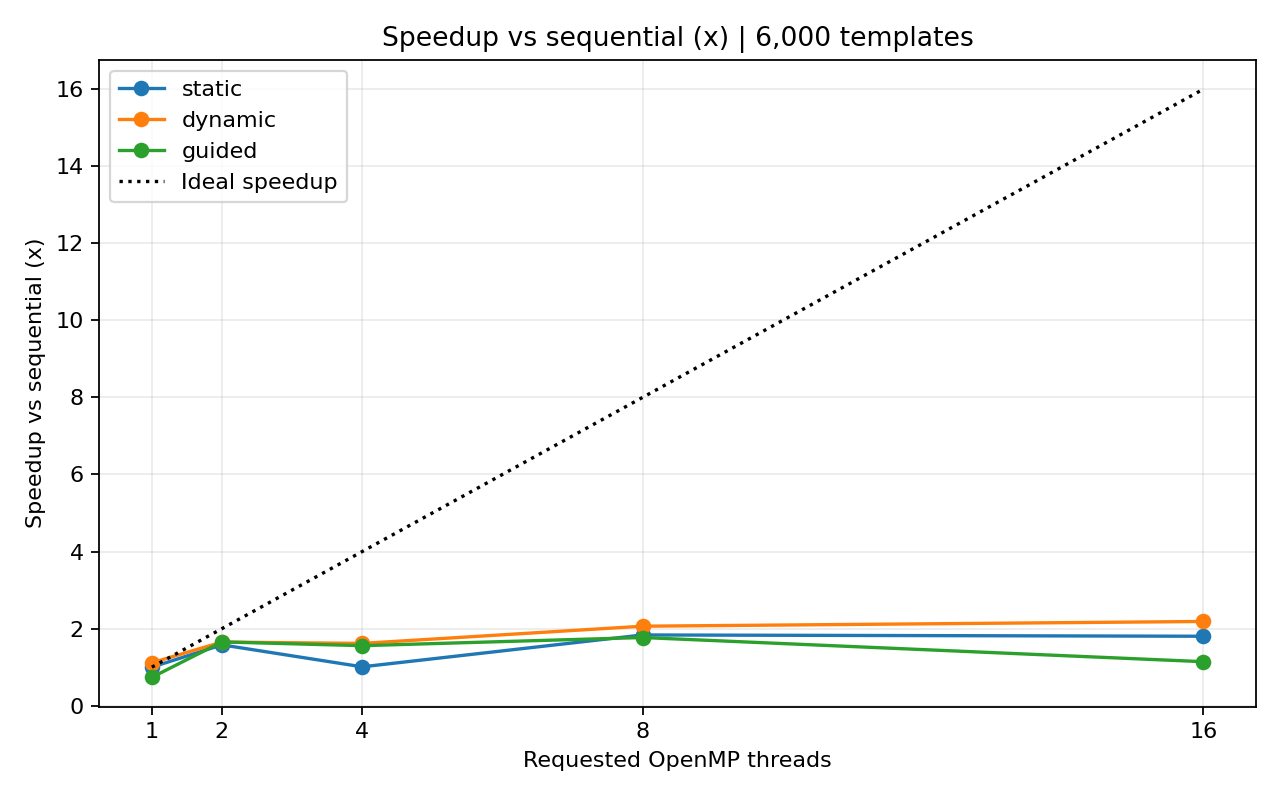 Speedup vs sequential (x) | 6,000 templates
static
dynamic
guided
Ideal speedup
Speedup vs sequential (x)
16
14
12
10
8
6
4
2
0
1 2 4 8 16
Requested OpenMP threads